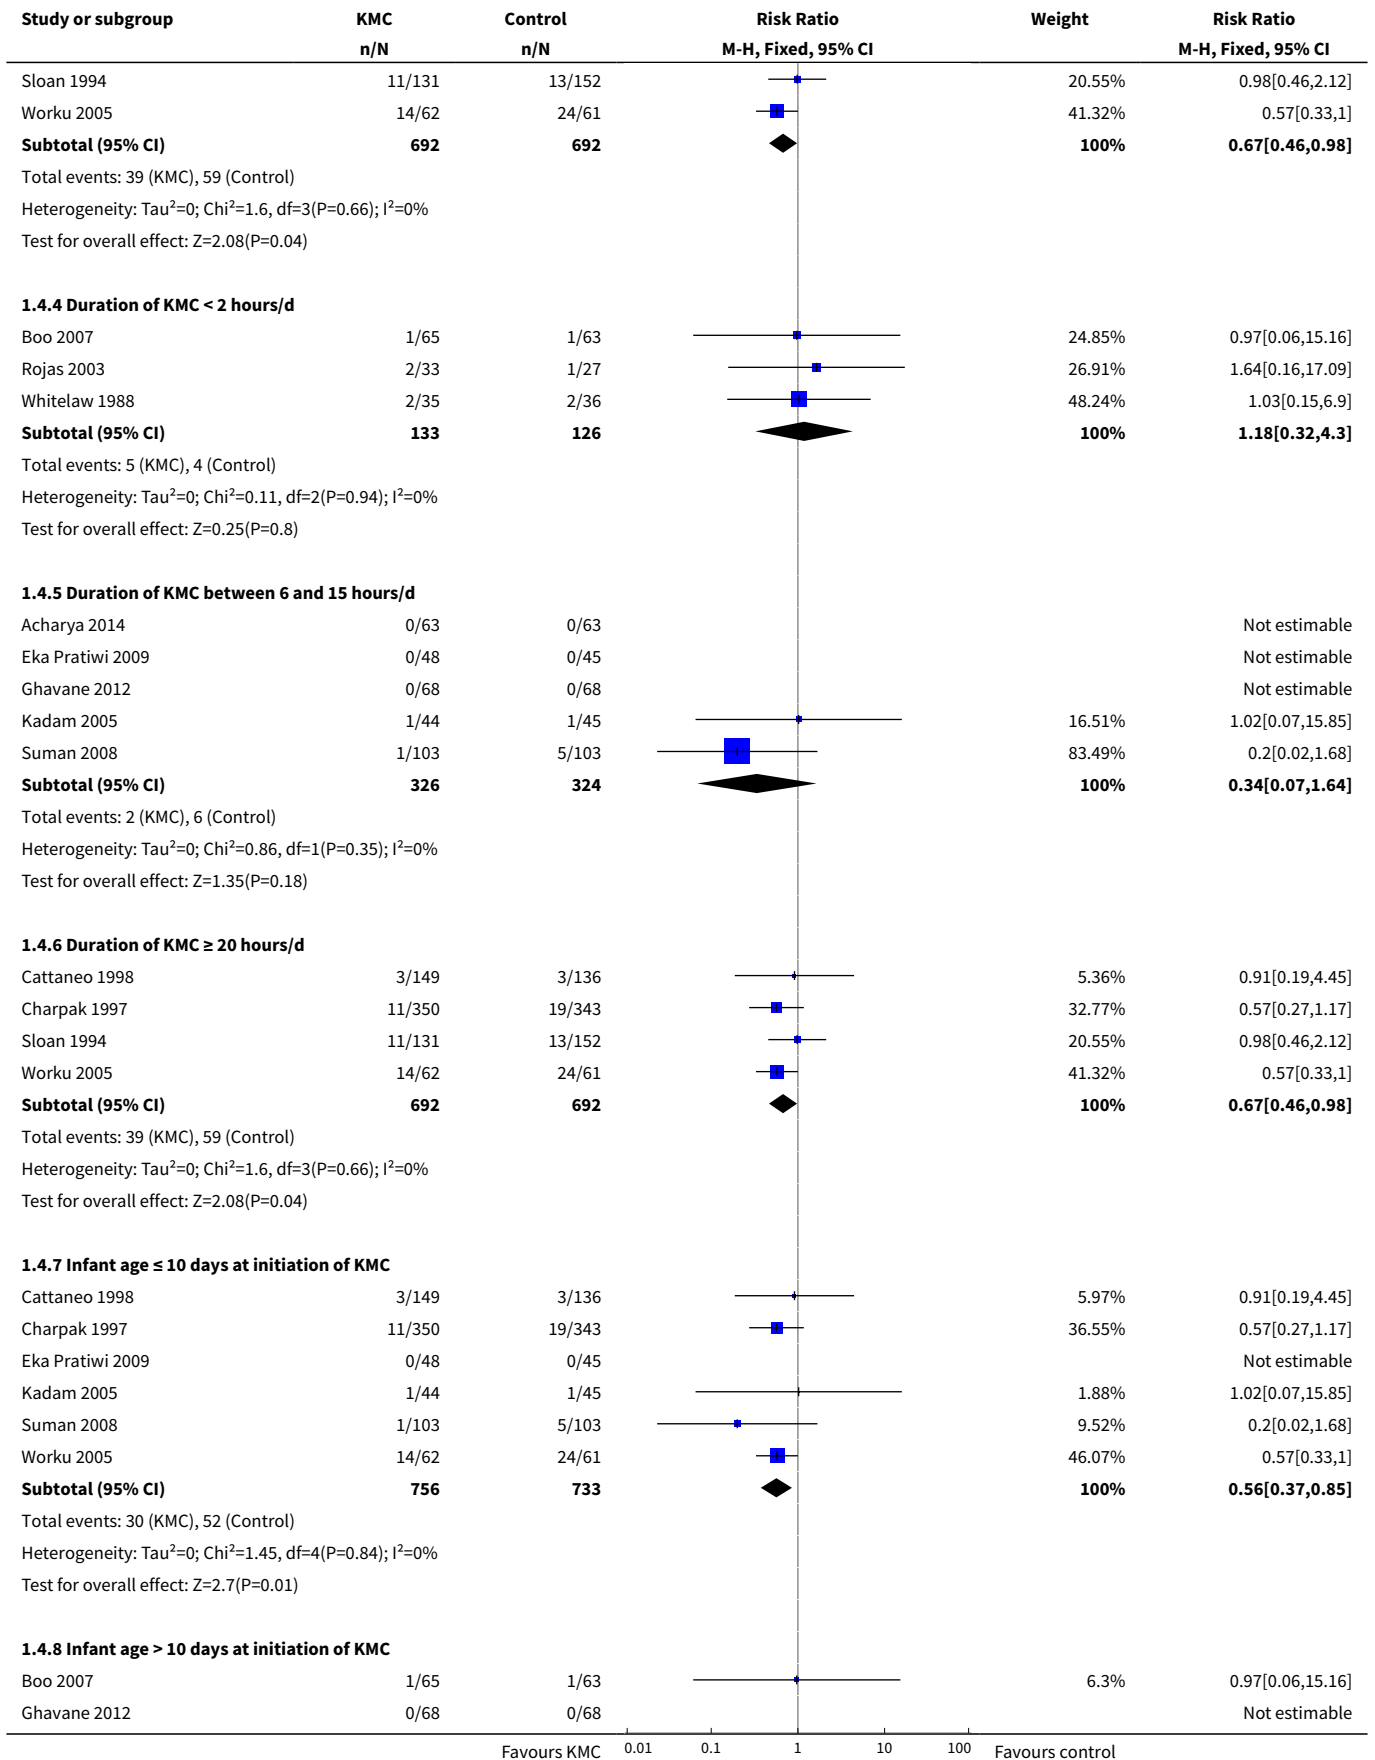 Study or subgroup KMC Control Risk Ratio Weight Risk Ratio
n/N n/N M-H, Fixed, 95% CI M-H, Fixed, 95% CI
Sloan 1994 11/131 13/152 20.55% 0.98[0.46,2.12]
Worku 2005 14/62 24/61 41.32% 0.57[0.33,1]
Subtotal (95% CI) 692 692 100% 0.67[0.46,0.98]
Total events: 39 (KMC), 59 (Control)
Heterogeneity: Tau²=0; Chi²=1.6, df=3(P=0.66); I²=0%
Test for overall effect: Z=2.08(P=0.04)
1.4.4 Duration of KMC < 2 hours/d
Boo 2007 1/65 1/63 24.85% 0.97[0.06,15.16]
Rojas 2003 2/33 1/27 26.91% 1.64[0.16,17.09]
Whitelaw 1988 2/35 2/36 48.24% 1.03[0.15,6.9]
Subtotal (95% CI) 133 126 100% 1.18[0.32,4.3]
Total events: 5 (KMC), 4 (Control)
Heterogeneity: Tau²=0; Chi²=0.11, df=2(P=0.94); I²=0%
Test for overall effect: Z=0.25(P=0.8)
1.4.5 Duration of KMC between 6 and 15 hours/d
Acharya 2014 0/63 0/63 Not estimable
Eka Pratiwi 2009 0/48 0/45 Not estimable
Ghavane 2012 0/68 0/68 Not estimable
Kadam 2005 1/44 1/45 16.51% 1.02[0.07,15.85]
Suman 2008 1/103 5/103 83.49% 0.2[0.02,1.68]
Subtotal (95% CI) 326 324 100% 0.34[0.07,1.64]
Total events: 2 (KMC), 6 (Control)
Heterogeneity: Tau²=0; Chi²=0.86, df=1(P=0.35); I²=0%
Test for overall effect: Z=1.35(P=0.18)
1.4.6 Duration of KMC ≥ 20 hours/d
Cattaneo 1998 3/149 3/136 5.36% 0.91[0.19,4.45]
Charpak 1997 11/350 19/343 32.77% 0.57[0.27,1.17]
Sloan 1994 11/131 13/152 20.55% 0.98[0.46,2.12]
Worku 2005 14/62 24/61 41.32% 0.57[0.33,1]
Subtotal (95% CI) 692 692 100% 0.67[0.46,0.98]
Total events: 39 (KMC), 59 (Control)
Heterogeneity: Tau²=0; Chi²=1.6, df=3(P=0.66); I²=0%
Test for overall effect: Z=2.08(P=0.04)
1.4.7 Infant age ≤ 10 days at initiation of KMC
Cattaneo 1998 3/149 3/136 5.97% 0.91[0.19,4.45]
Charpak 1997 11/350 19/343 36.55% 0.57[0.27,1.17]
Eka Pratiwi 2009 0/48 0/45 Not estimable
Kadam 2005 1/44 1/45 1.88% 1.02[0.07,15.85]
Suman 2008 1/103 5/103 9.52% 0.2[0.02,1.68]
Worku 2005 14/62 24/61 46.07% 0.57[0.33,1]
Subtotal (95% CI) 756 733 100% 0.56[0.37,0.85]
Total events: 30 (KMC), 52 (Control)
Heterogeneity: Tau²=0; Chi²=1.45, df=4(P=0.84); I²=0%
Test for overall effect: Z=2.7(P=0.01)
1.4.8 Infant age > 10 days at initiation of KMC
Boo 2007 1/65 1/63 6.3% 0.97[0.06,15.16]
Ghavane 2012 0/68 0/68 Not estimable
Favours KMC 0.01 0.1 1 10 100 Favours control